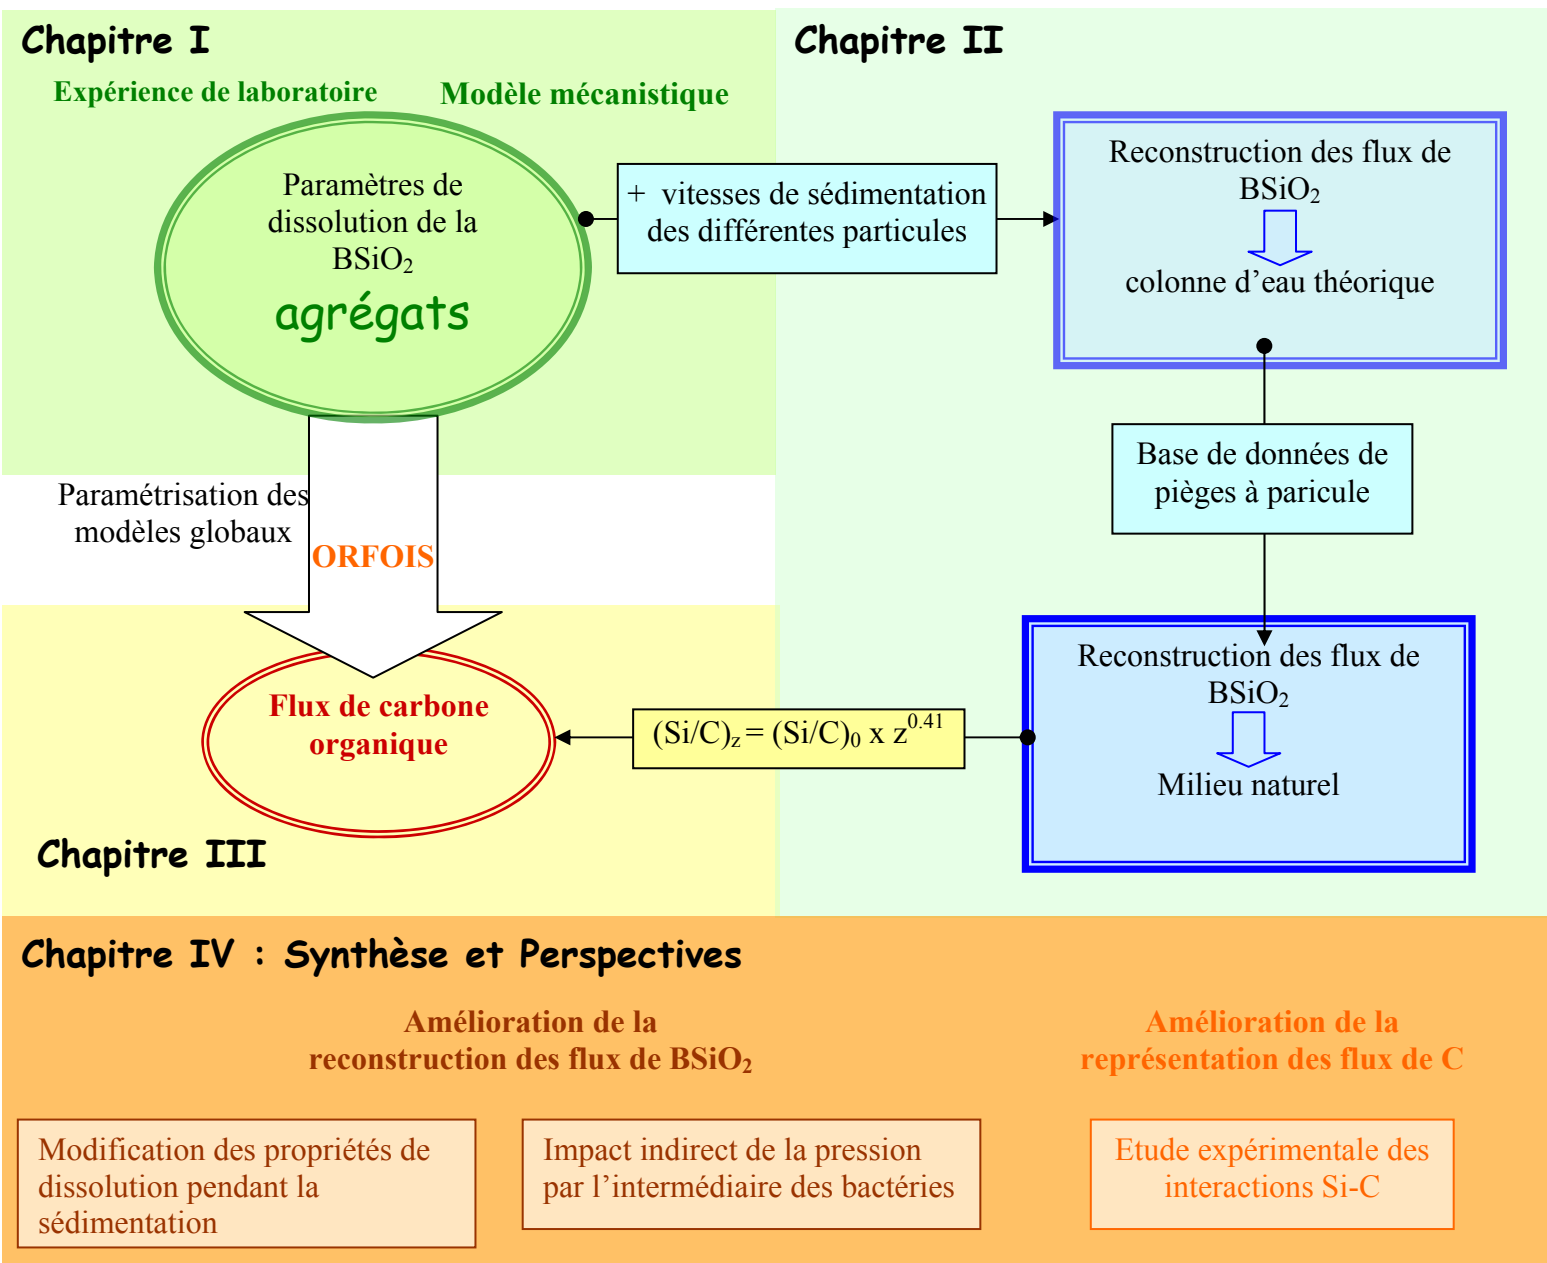 Chapitre I
Expérience de laboratoire
Modèle mécanistique
Paramètres de
dissolution de la
BSiO₂
agrégats
Chapitre II
+ vitesses de sédimentation
des différentes particules
Reconstruction des flux de
BSiO₂
colonne d’eau théorique
Base de données de
pièges à paricule
Reconstruction des flux de
BSiO₂
Milieu naturel
Paramétrisation des
modèles globaux
ORFOIS
(Si/C)z = (Si/C)₀ x z^0.41
Flux de carbone
organique
Chapitre III
Chapitre IV : Synthèse et Perspectives
Amélioration de la
reconstruction des flux de BSiO₂
Amélioration de la
représentation des flux de C
Modification des propriétés de
dissolution pendant la
sédimentation
Impact indirect de la pression
par l’intermédiaire des bactéries
Etude expérimentale des
interactions Si-C